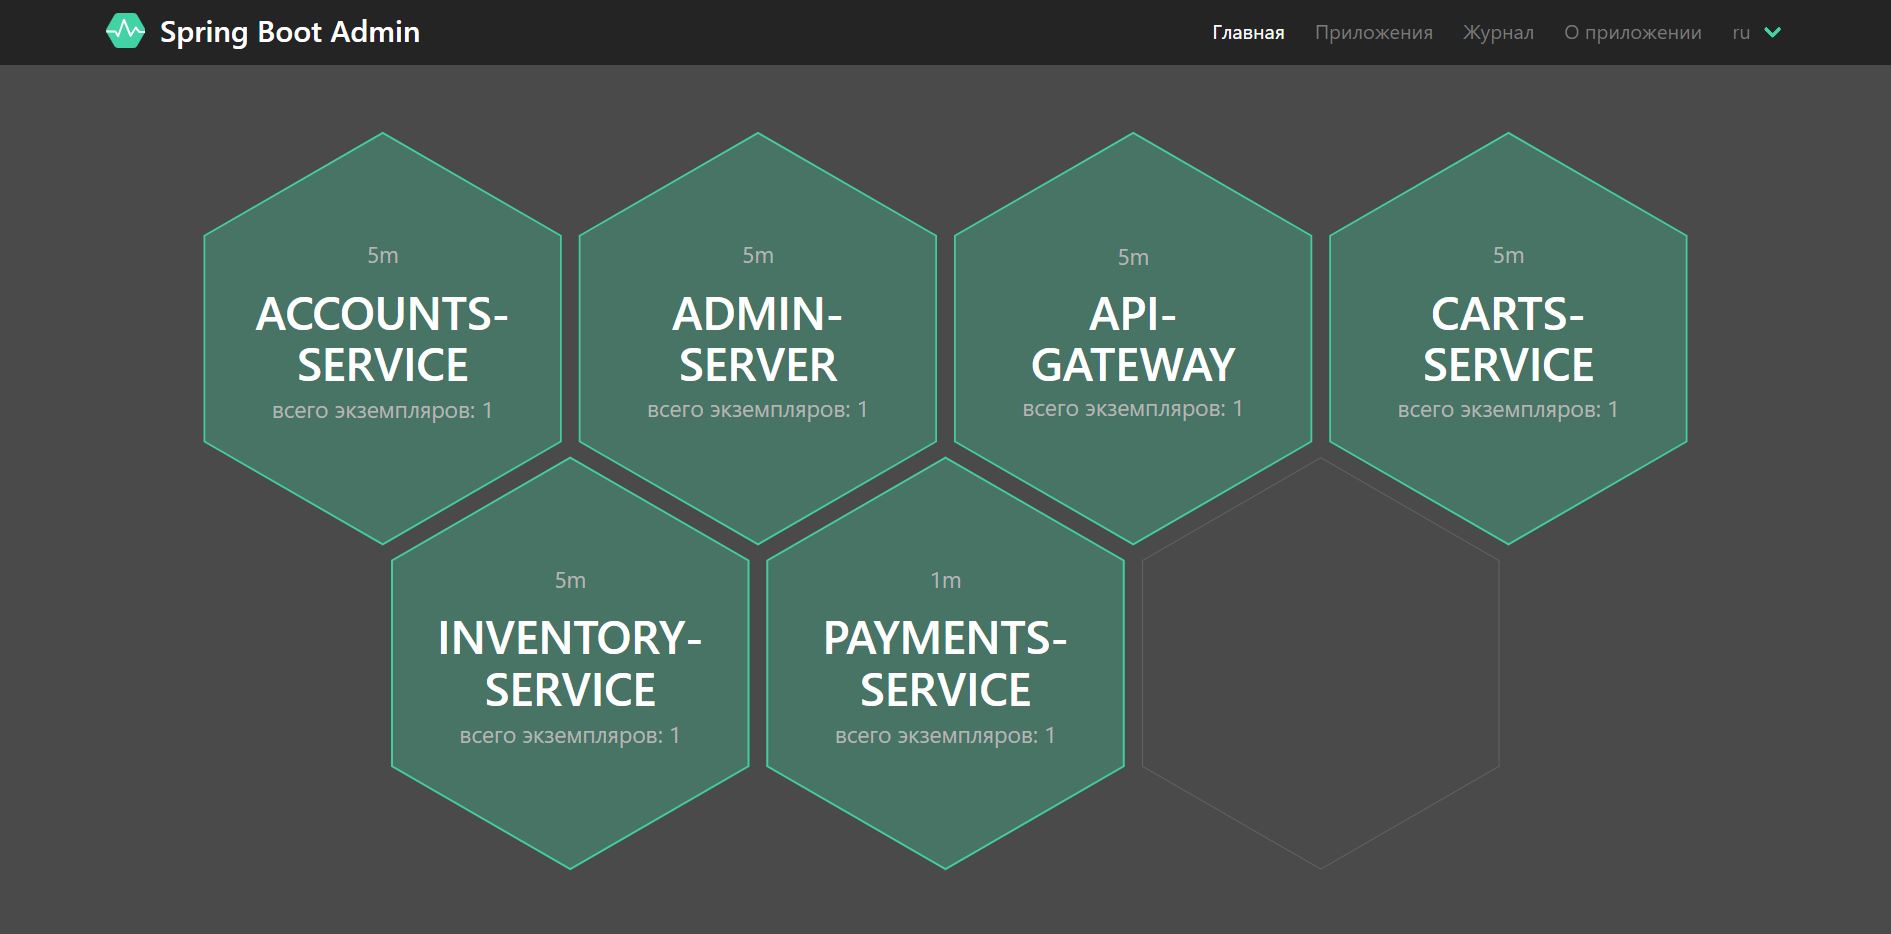 Spring Boot Admin
Главная
Приложения
Журнал
О приложении
ru
5m
ACCOUNTS-
SERVICE
всего экземпляров: 1
5m
ADMIN-
SERVER
всего экземпляров: 1
5m
API-
GATEWAY
всего экземпляров: 1
5m
CARTS-
SERVICE
всего экземпляров: 1
5m
INVENTORY-
SERVICE
всего экземпляров: 1
1m
PAYMENTS-
SERVICE
всего экземпляров: 1